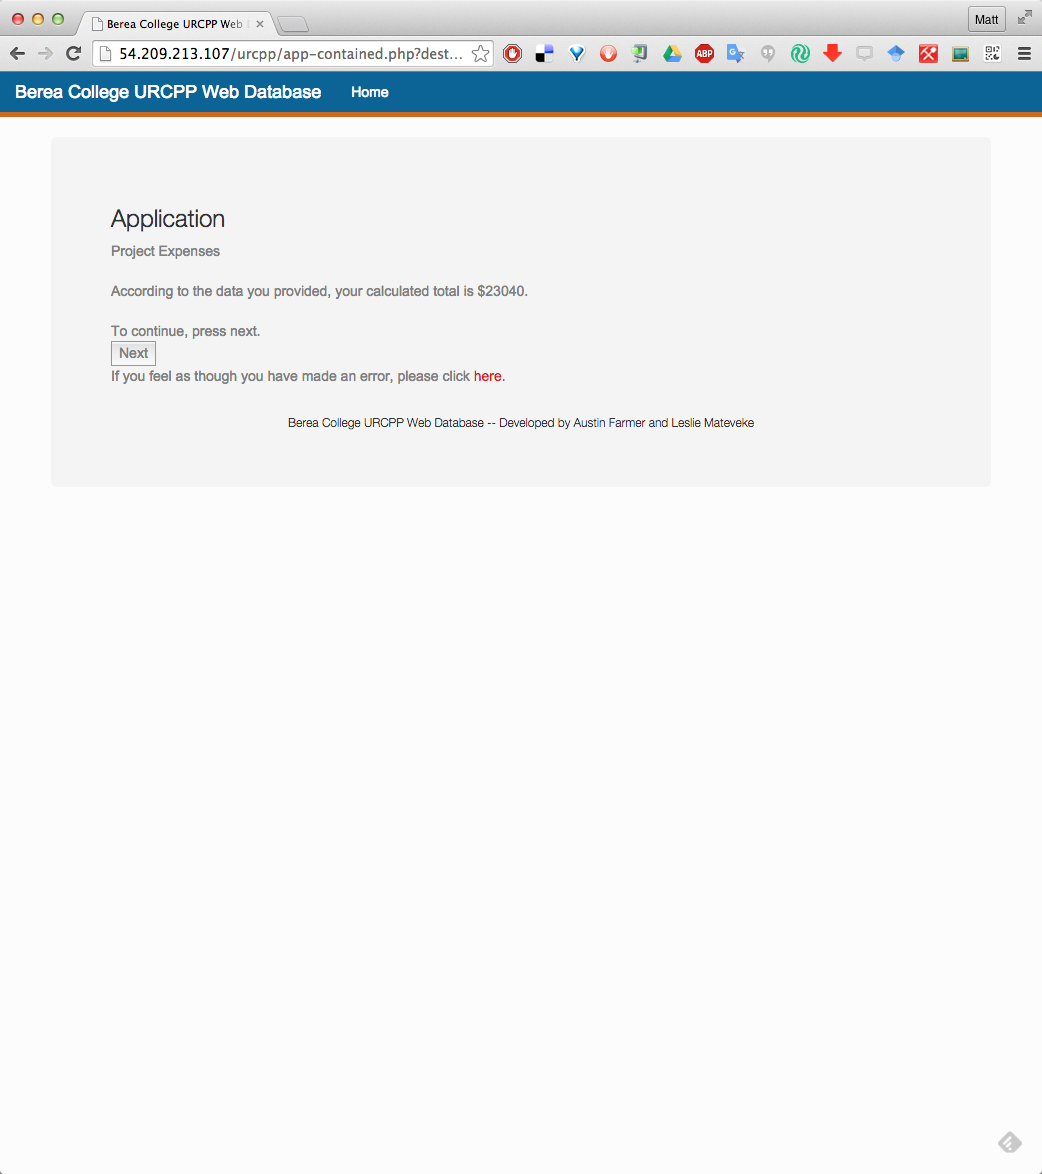 Berea College URCPP Web
Matt
54.209.213.107/urcpp/app-contained.php?dest...
ABP
Berea College URCPP Web Database Home
Application
Project Expenses
According to the data you provided, your calculated total is $23040.
To continue, press next.
Next
If you feel as though you have made an error, please click here.
Berea College URCPP Web Database -- Developed by Austin Farmer and Leslie Mateveke